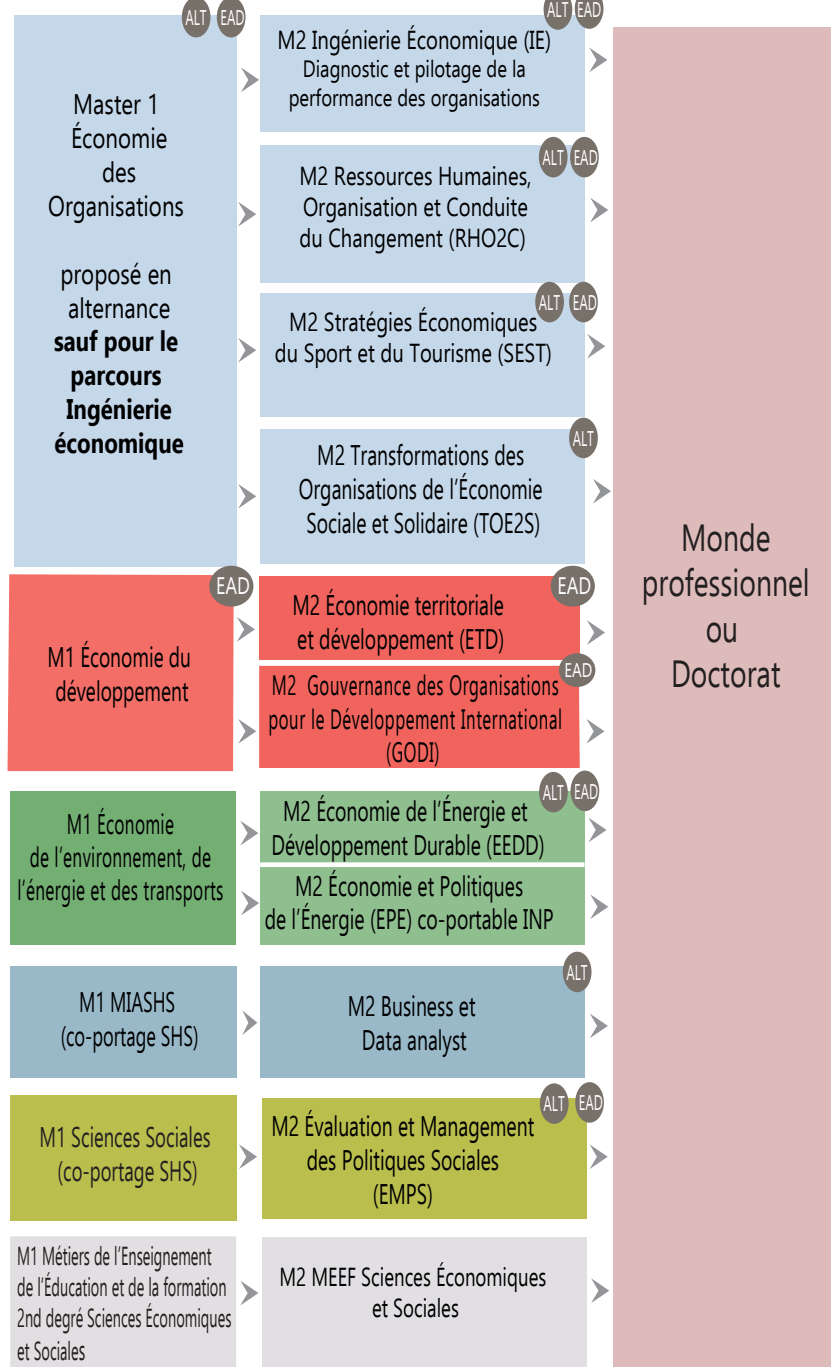 ALT EAD
Master 1
Économie
des
Organisations
proposé en
alternance
sauf pour le
parcours
Ingénierie
économique
ALT EAD
M2 Ingénierie Économique (IE)
Diagnostic et pilotage de la
performance des organisations
ALT EAD
M2 Ressources Humaines,
Organisation et Conduite
du Changement (RHO2C)
ALT EAD
M2 Stratégies Économiques
du Sport et du Tourisme (SEST)
ALT
M2 Transformations des
Organisations de l'Économie
Sociale et Solidaire (TOE2S)
EAD
M1 Économie du
développement
EAD
M2 Économie territoriale
et développement (ETD)
EAD
M2 Gouvernance des Organisations
pour le Développement International
(GODI)
M1 Économie
de l'environnement, de
l'énergie et des transports
ALT EAD
M2 Économie de l'Énergie et
Développement Durable (EEDD)
M2 Économie et Politiques
de l'Énergie (EPE) co-portable INP
M1 MIASHS
(co-portage SHS)
ALT
M2 Business et
Data analyst
M1 Sciences Sociales
(co-portage SHS)
ALT EAD
M2 Évaluation et Management
des Politiques Sociales
(EMPS)
M1 Métiers de l'Enseignement
de l'Éducation et de la formation
2nd degré Sciences Économiques
et Sociales
M2 MEEF Sciences Économiques
et Sociales
Monde
professionnel
ou
Doctorat